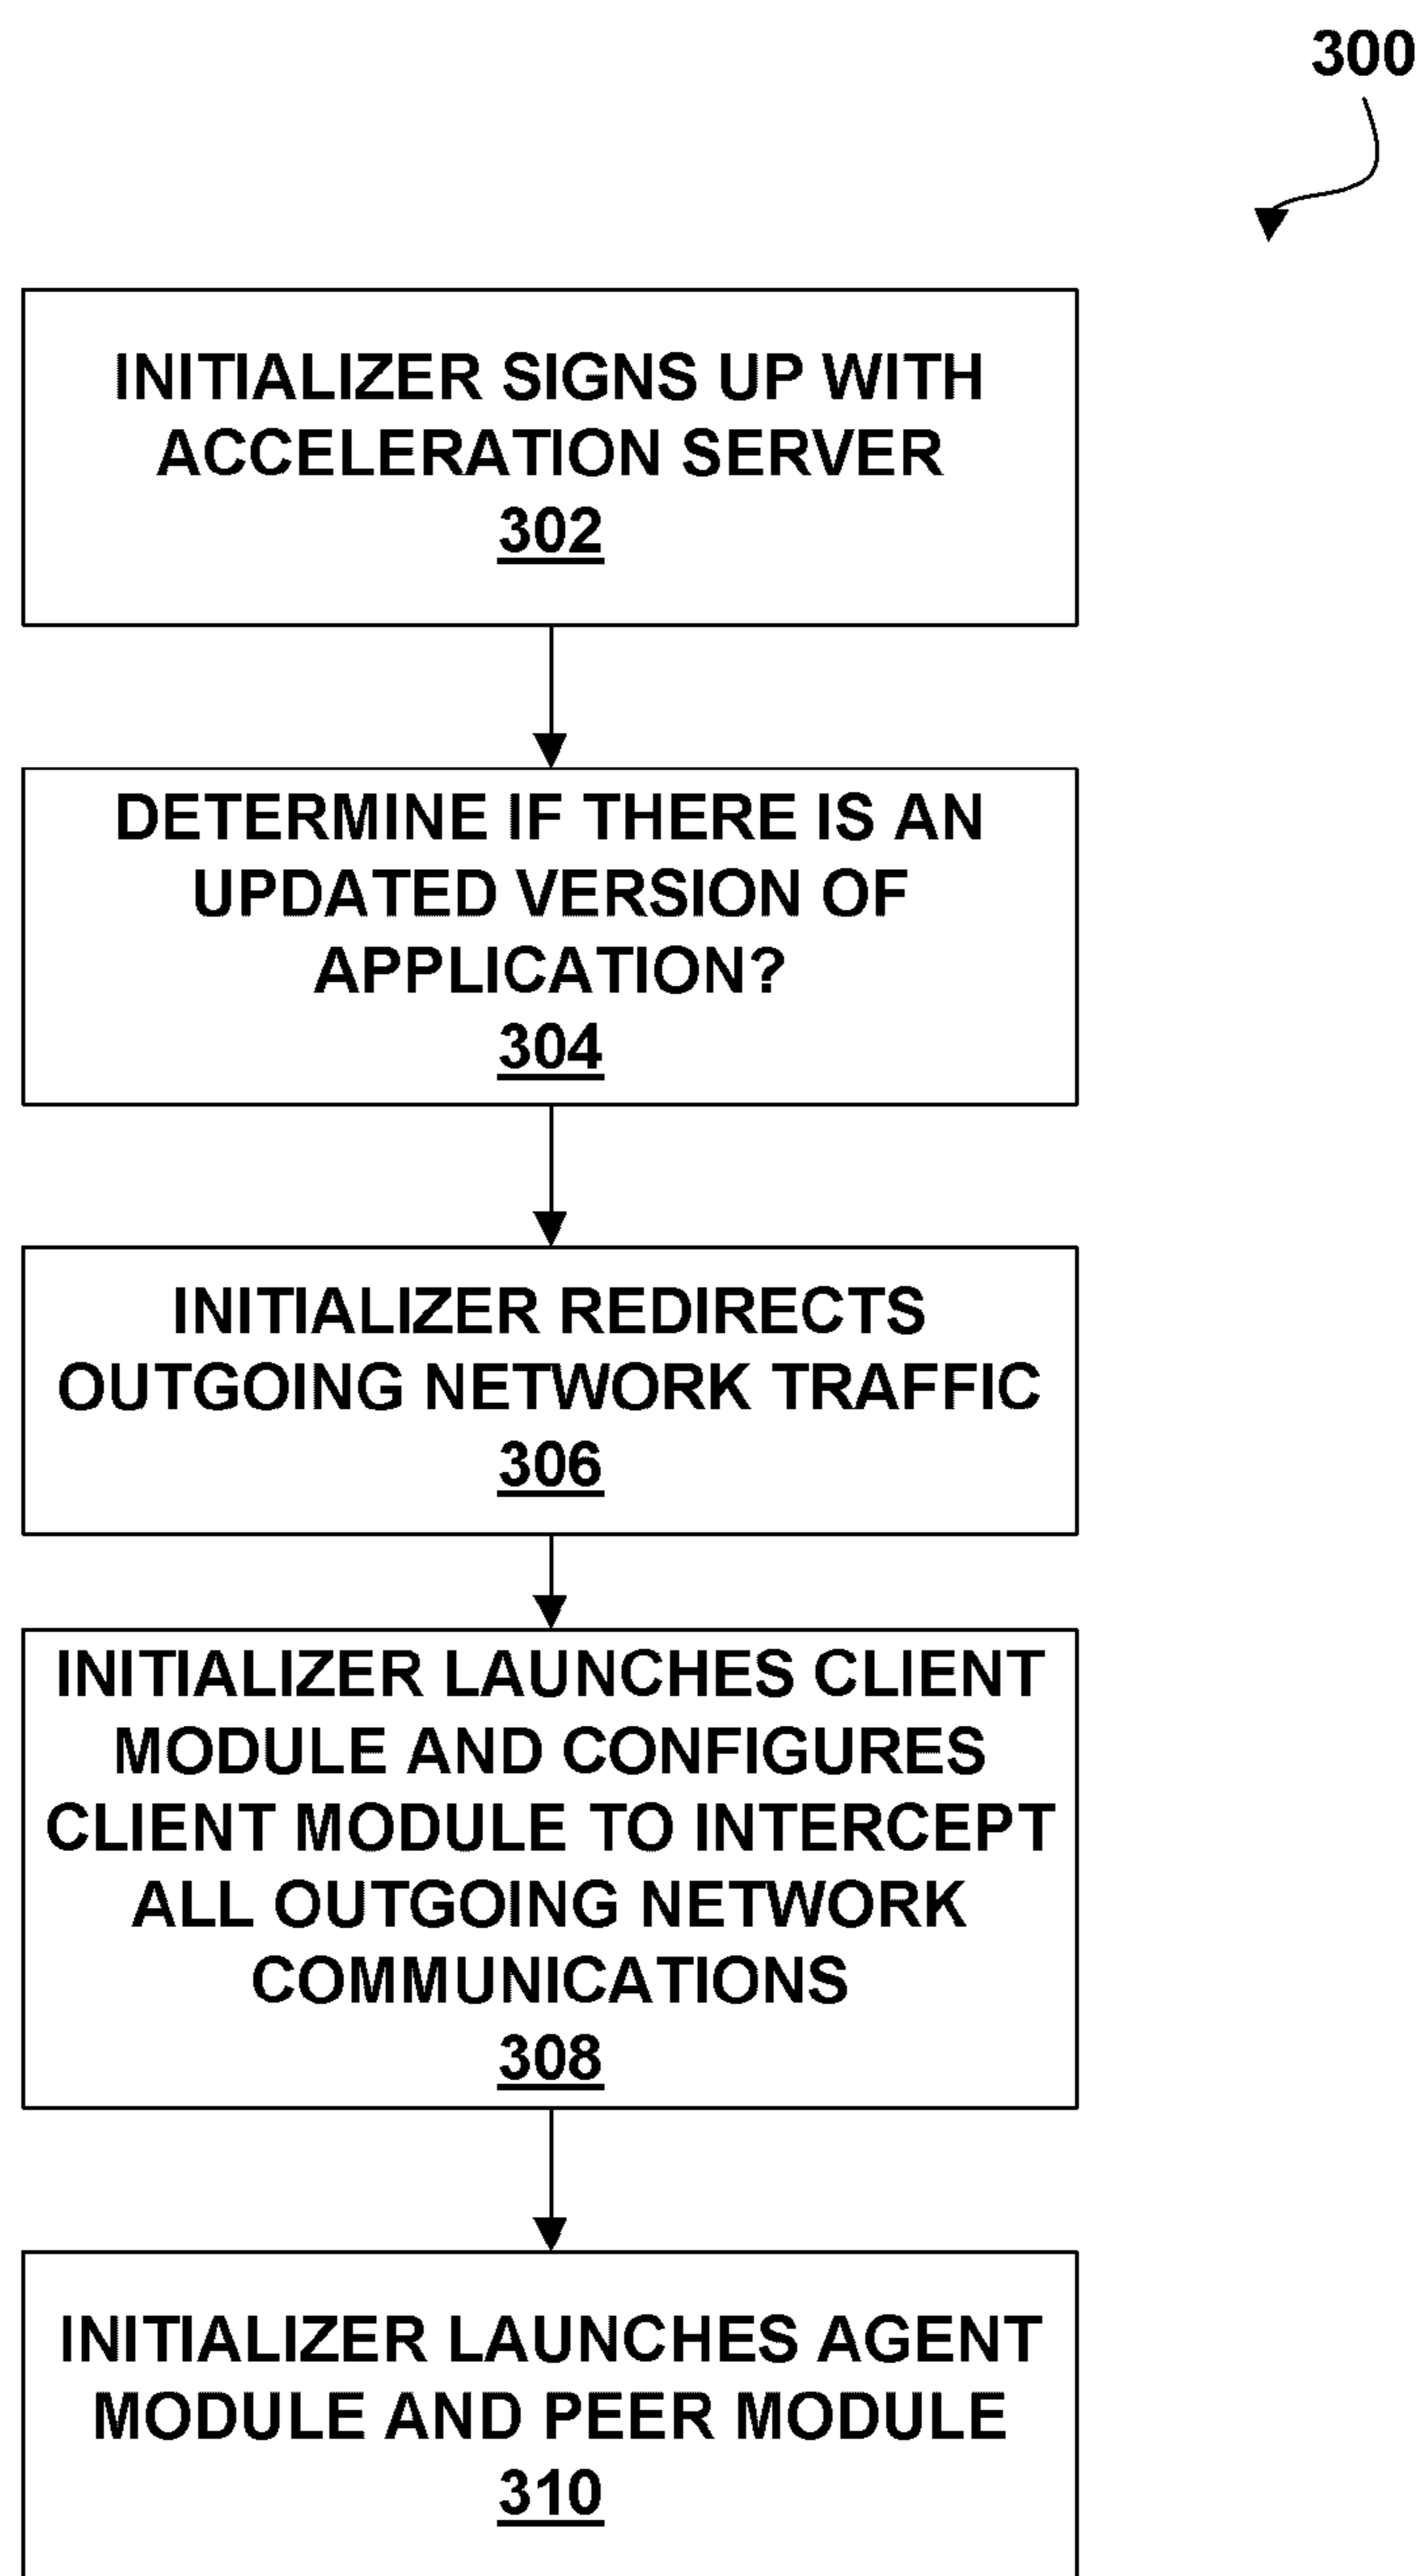 300
INITIALIZER SIGNS UP WITH
ACCELERATION SERVER
302
DETERMINE IF THERE IS AN
UPDATED VERSION OF
APPLICATION?
304
INITIALIZER REDIRECTS
OUTGOING NETWORK TRAFFIC
306
INITIALIZER LAUNCHES CLIENT
MODULE AND CONFIGURES
CLIENT MODULE TO INTERCEPT
ALL OUTGOING NETWORK
COMMUNICATIONS
308
INITIALIZER LAUNCHES AGENT
MODULE AND PEER MODULE
310